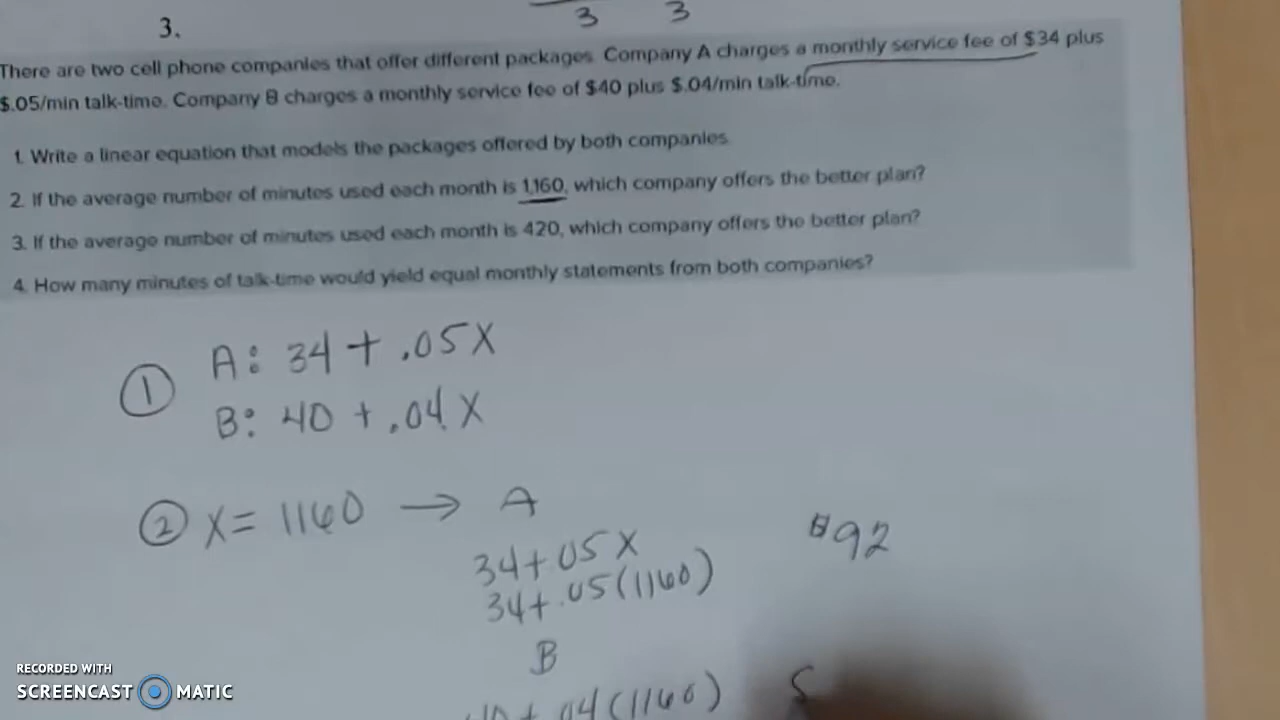 3 3
3.
There are two cell phone companies that offer different packages. Company A charges a monthly service fee of $34 plus
$.05/min talk-time. Company B charges a monthly service fee of $40 plus $.04/min talk-time.
1. Write a linear equation that models the packages offered by both companies.
2. If the average number of minutes used each month is 1,160, which company offers the better plan?
3. If the average number of minutes used each month is 420, which company offers the better plan?
4. How many minutes of talk-time would yield equal monthly statements from both companies?
① A: 34 + .05X
B: 40 + .04X
② X = 1160 → A
34 + 05X
$92
34 + .05(1160)
B
40 + .04(1160)
RECORDED WITH
SCREENCAST MATIC